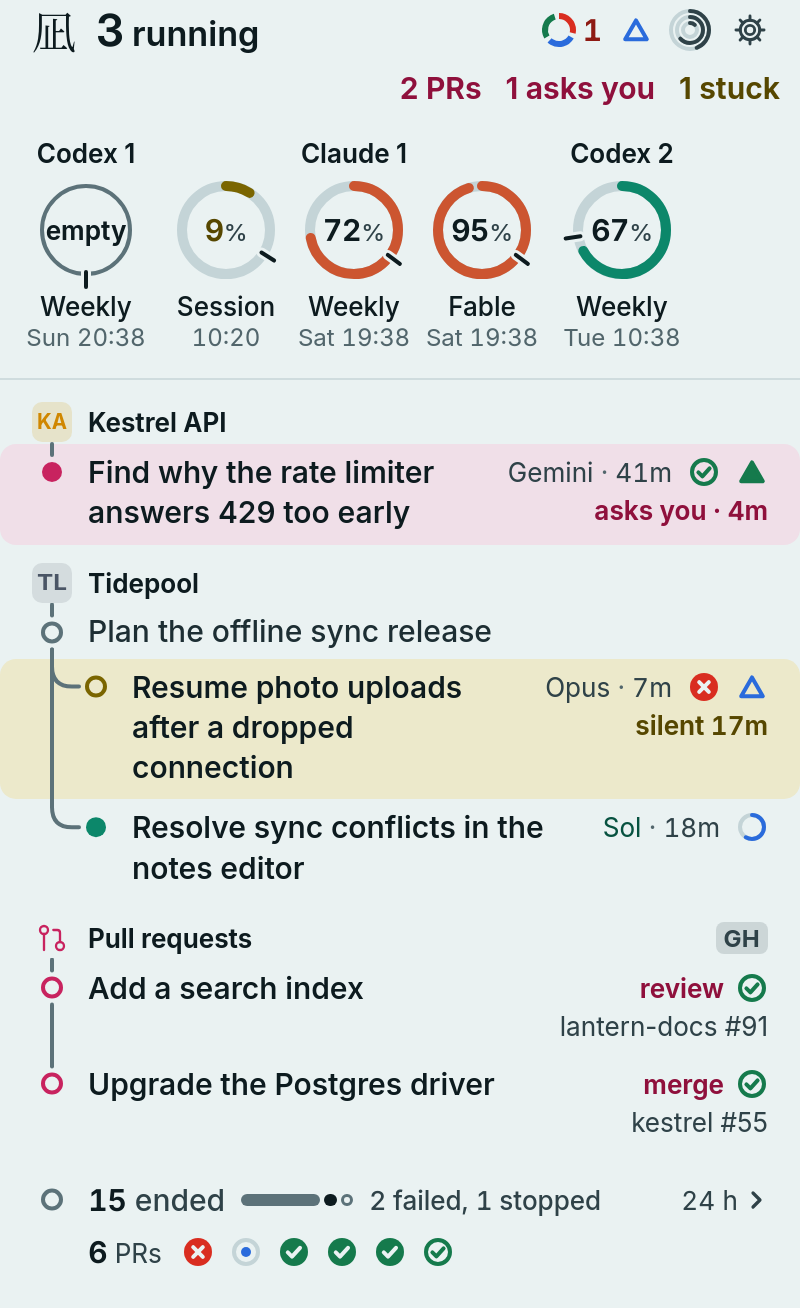 凪 3 running 1
2 PRs 1 asks you 1 stuck
Codex 1 Claude 1 Codex 2
empty 9% 72% 95% 67%
Weekly Session Weekly Fable Weekly
Sun 20:38 10:20 Sat 19:38 Sat 19:38 Tue 10:38
KA Kestrel API
Find why the rate limiter Gemini · 41m
answers 429 too early asks you · 4m
TL Tidepool
Plan the offline sync release
Resume photo uploads Opus · 7m
after a dropped silent 17m
connection
Resolve sync conflicts in the Sol · 18m
notes editor
Pull requests GH
Add a search index review
lantern-docs #91
Upgrade the Postgres driver merge
kestrel #55
15 ended 2 failed, 1 stopped 24 h
6 PRs